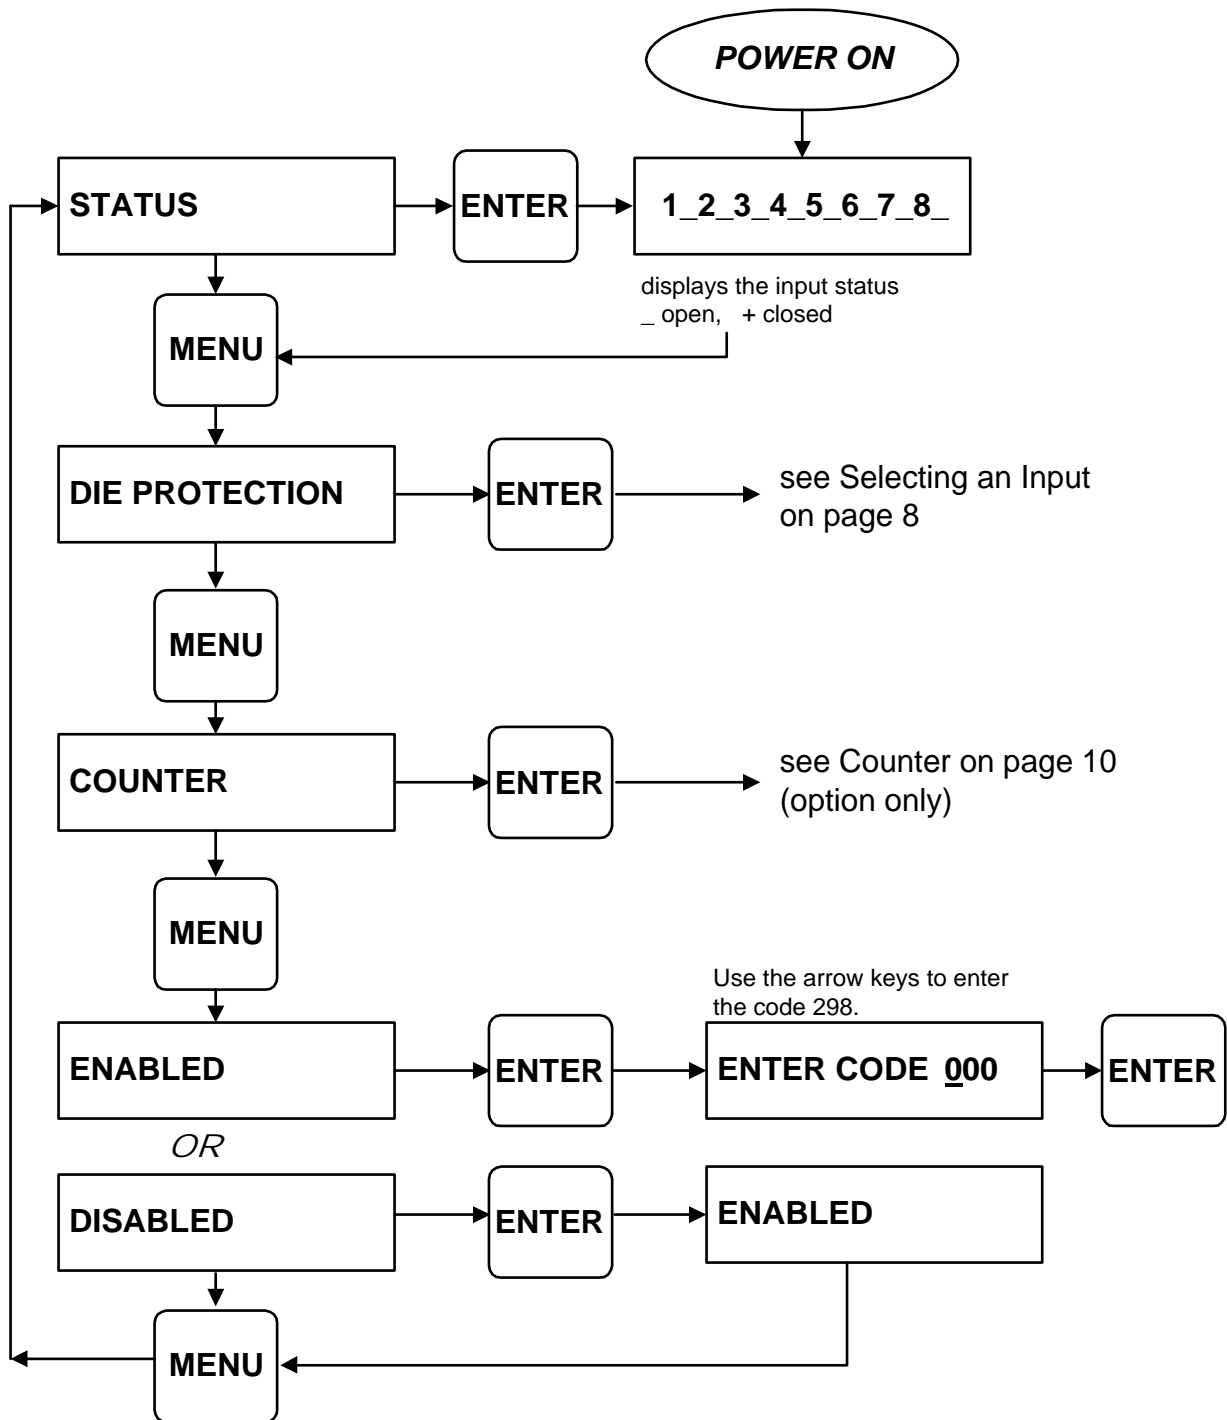 POWER ON
STATUS
ENTER
1_2_3_4_5_6_7_8_
displays the input status
_ open, + closed
MENU
DIE PROTECTION
ENTER
see Selecting an Input
on page 8
MENU
COUNTER
ENTER
see Counter on page 10
(option only)
MENU
Use the arrow keys to enter
the code 298.
ENABLED
ENTER
ENTER CODE 000
ENTER
OR
DISABLED
ENTER
ENABLED
MENU